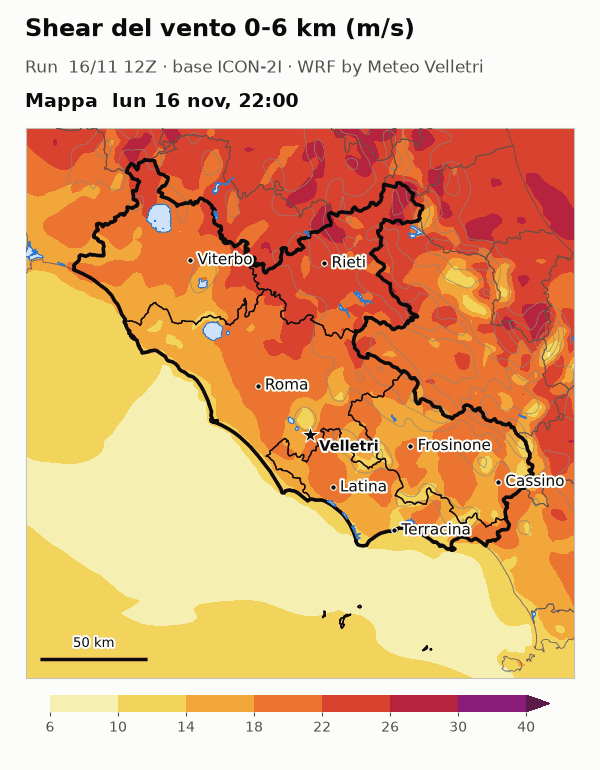 Shear del vento 0-6 km (m/s)
Run 16/11 12Z · base ICON-2I · WRF by Meteo Velletri
Mappa lun 16 nov, 22:00
Viterbo
Rieti
Roma
Velletri
Frosinone
Cassino
Latina
Terracina
50 km
6 10 14 18 22 26 30 40